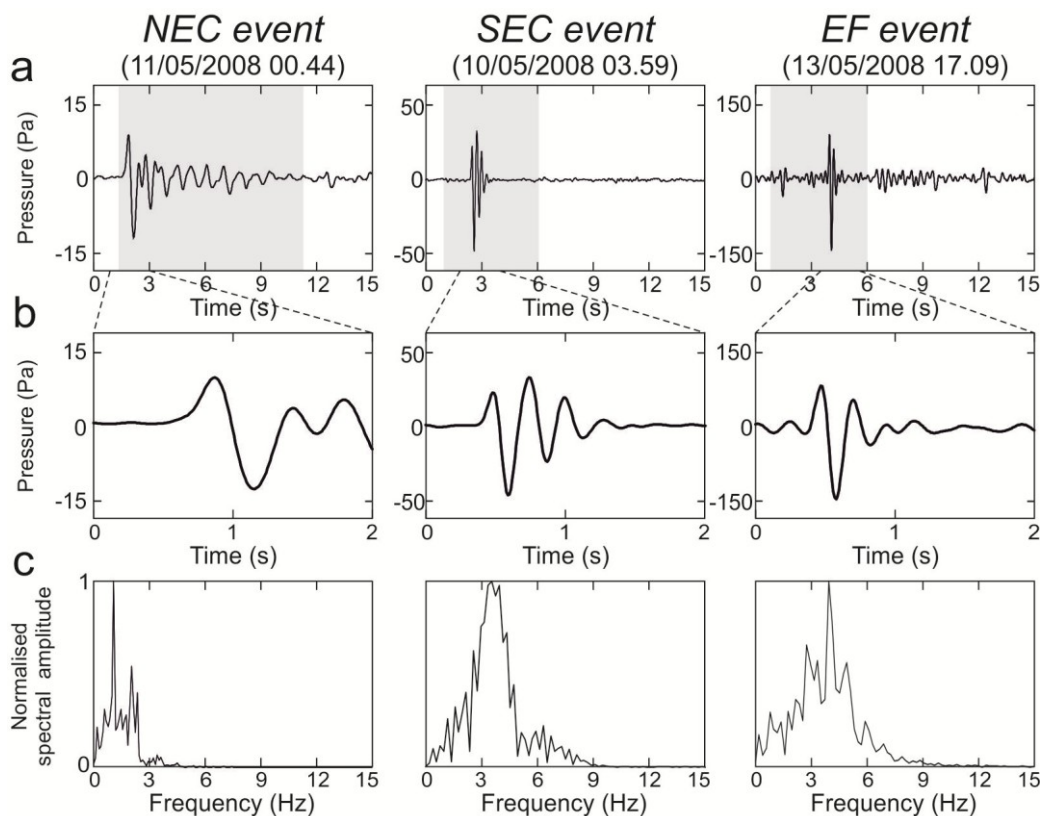 NEC event SEC event EF event
(11/05/2008 00.44) (10/05/2008 03.59) (13/05/2008 17.09)
a
Pressure (Pa)
15 50 150
0 0 0
-15 -50 -150
0 3 6 9 12 15 0 3 6 9 12 15 0 3 6 9 12 15
Time (s) Time (s) Time (s)
b
Pressure (Pa)
15 50 150
0 0 0
-15 -50 -150
0 1 2 0 1 2 0 1 2
Time (s) Time (s) Time (s)
c
Normalised
spectral amplitude
1
0
0 3 6 9 12 15 0 3 6 9 12 15 0 3 6 9 12 15
Frequency (Hz) Frequency (Hz) Frequency (Hz)